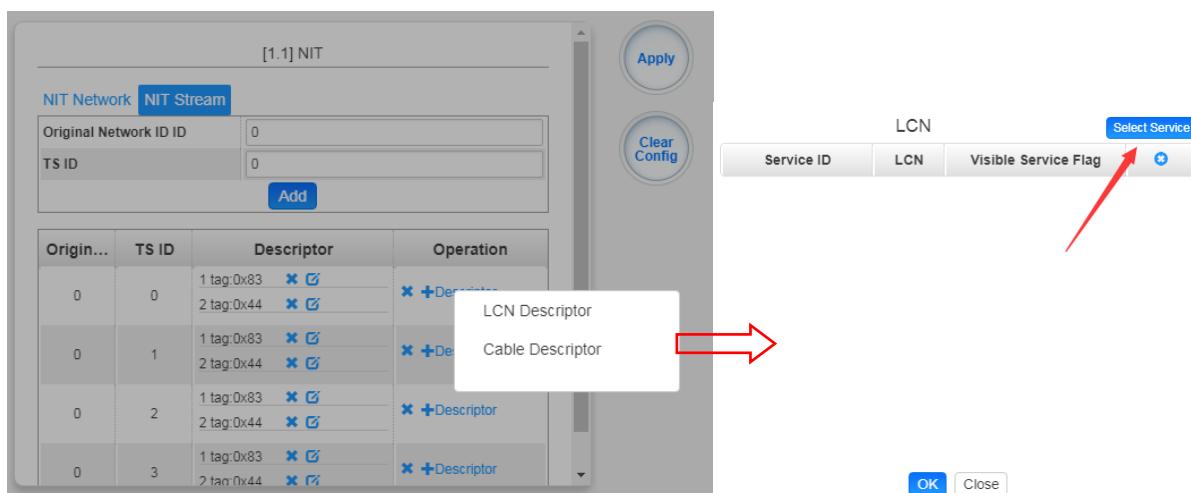 [1.1] NIT
NIT Network NIT Stream
Original Network ID ID 0
TS ID 0
Add
Origin... TS ID Descriptor Operation
0 0 1 tag:0x83
2 tag:0x44
0 1 1 tag:0x83
2 tag:0x44
0 2 1 tag:0x83
2 tag:0x44 Descriptor
0 3 1 tag:0x83
2 tag:0x44 Descriptor
Apply
Clear
Config
LCN Descriptor
Cable Descriptor
LCN Select Service
Service ID LCN Visible Service Flag
OK Close